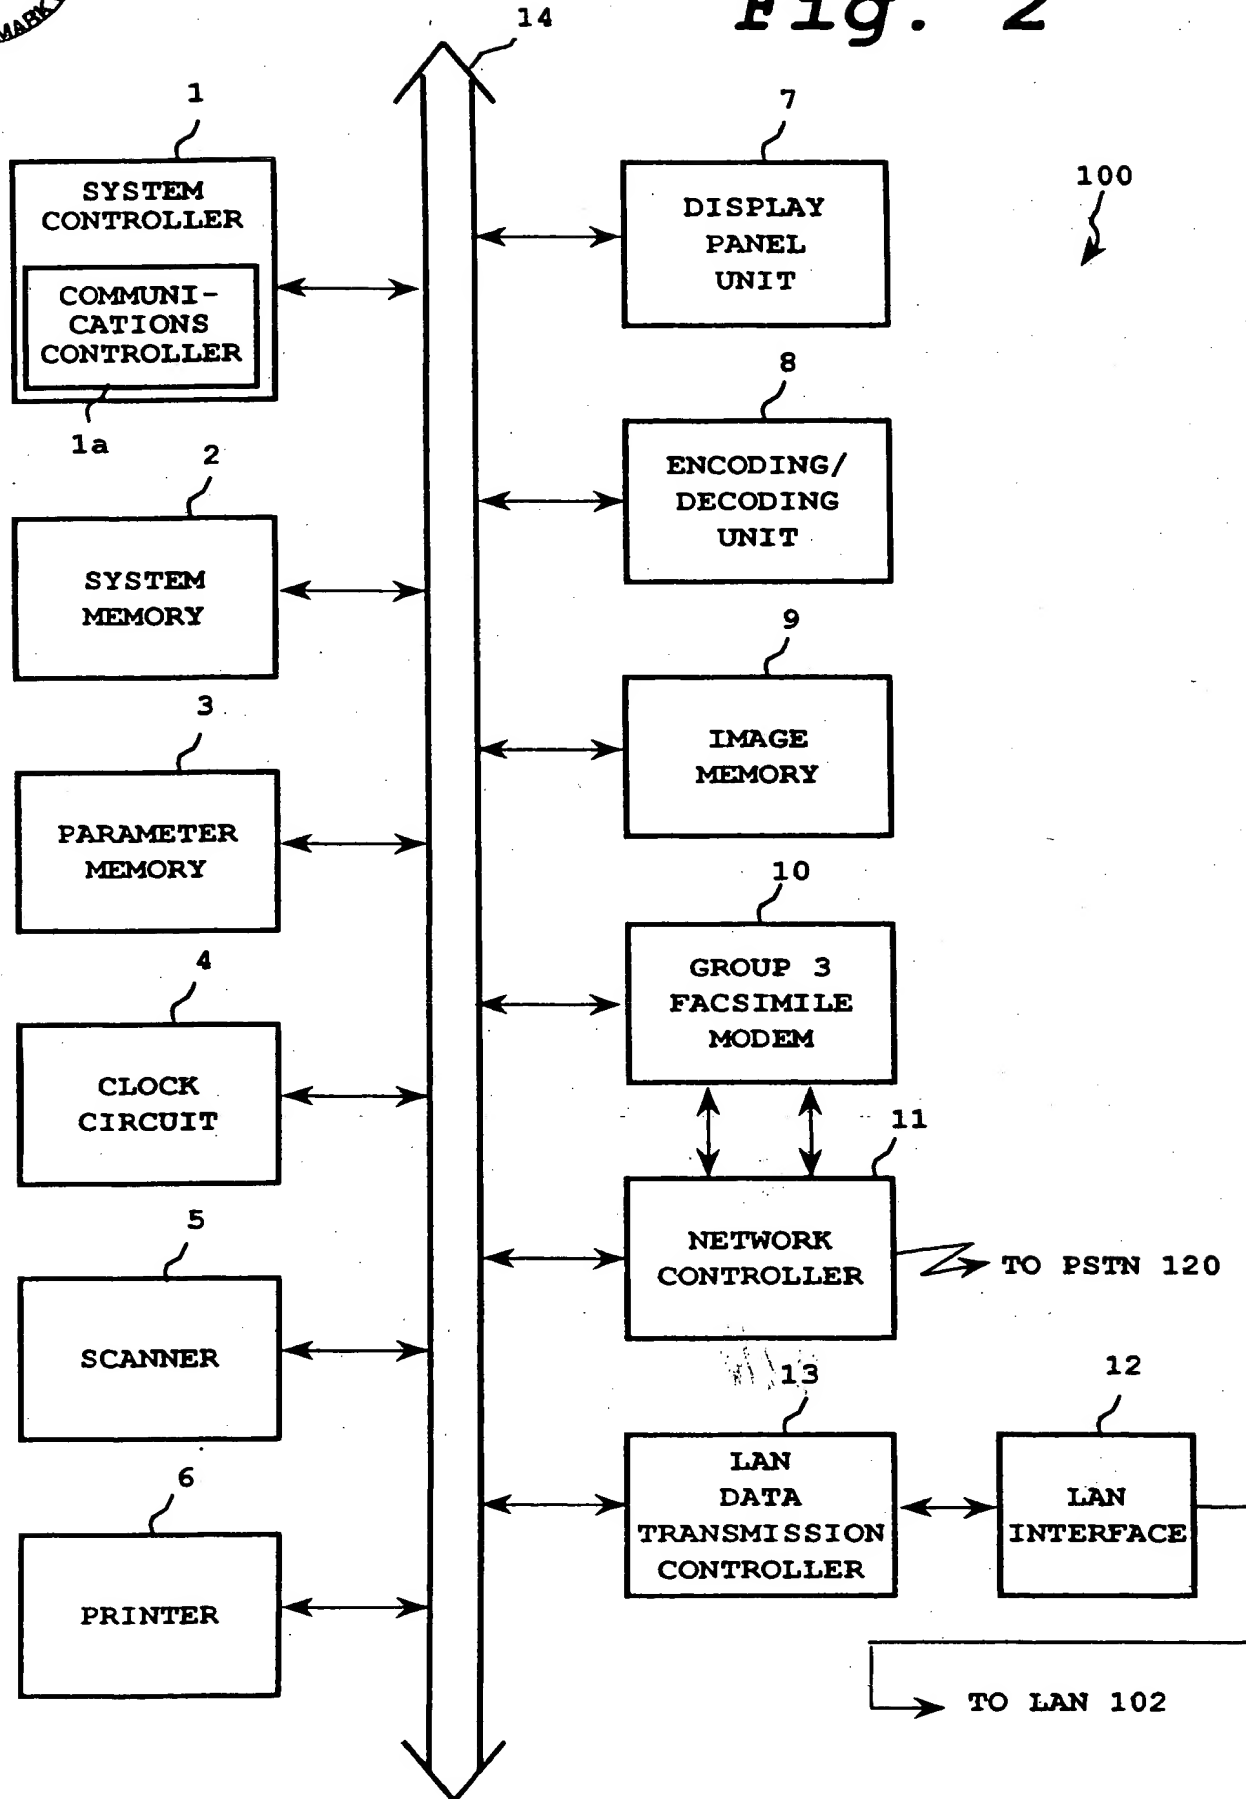 MARK
Fig. 2
14
1
SYSTEM
CONTROLLER
COMMUNI-
CATIONS
CONTROLLER
1a
2
SYSTEM
MEMORY
3
PARAMETER
MEMORY
4
CLOCK
CIRCUIT
5
SCANNER
6
PRINTER
7
DISPLAY
PANEL
UNIT
100
8
ENCODING/
DECODING
UNIT
9
IMAGE
MEMORY
10
GROUP 3
FACSIMILE
MODEM
11
NETWORK
CONTROLLER
TO PSTN 120
13
LAN
DATA
TRANSMISSION
CONTROLLER
12
LAN
INTERFACE
TO LAN 102